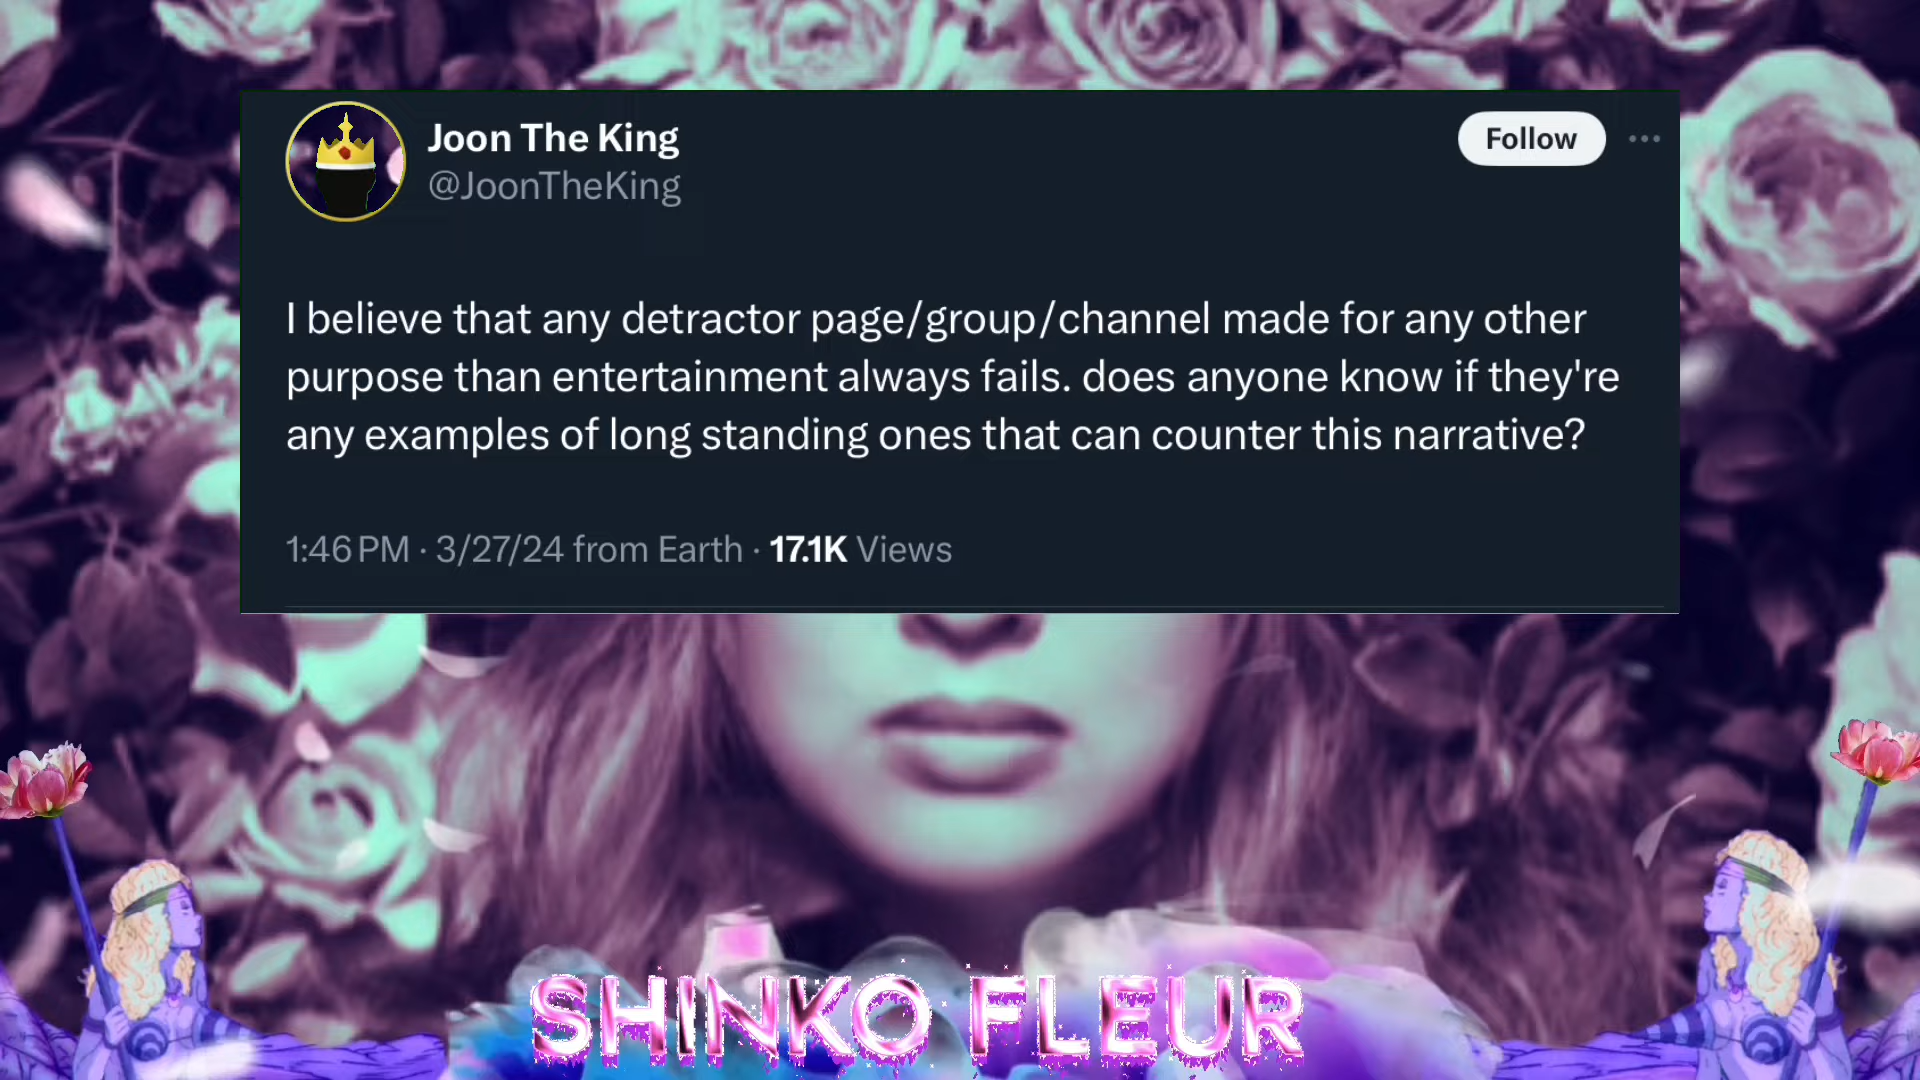 Joon The King
@JoonTheKing
Follow
I believe that any detractor page/group/channel made for any other
purpose than entertainment always fails. does anyone know if they're
any examples of long standing ones that can counter this narrative?
1:46 PM · 3/27/24 from Earth · 17.1K Views
SHINKO FLEUR